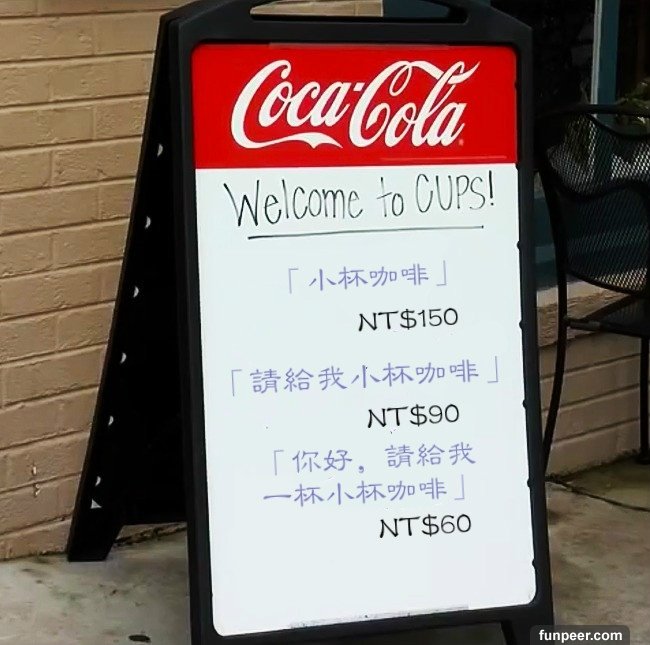 Coca-Cola
Welcome to CUPS!
「小杯咖啡」
NT$150
「請給我小杯咖啡」
NT$90
「你好，請給我
一杯小杯咖啡」
NT$60
funpeer.com